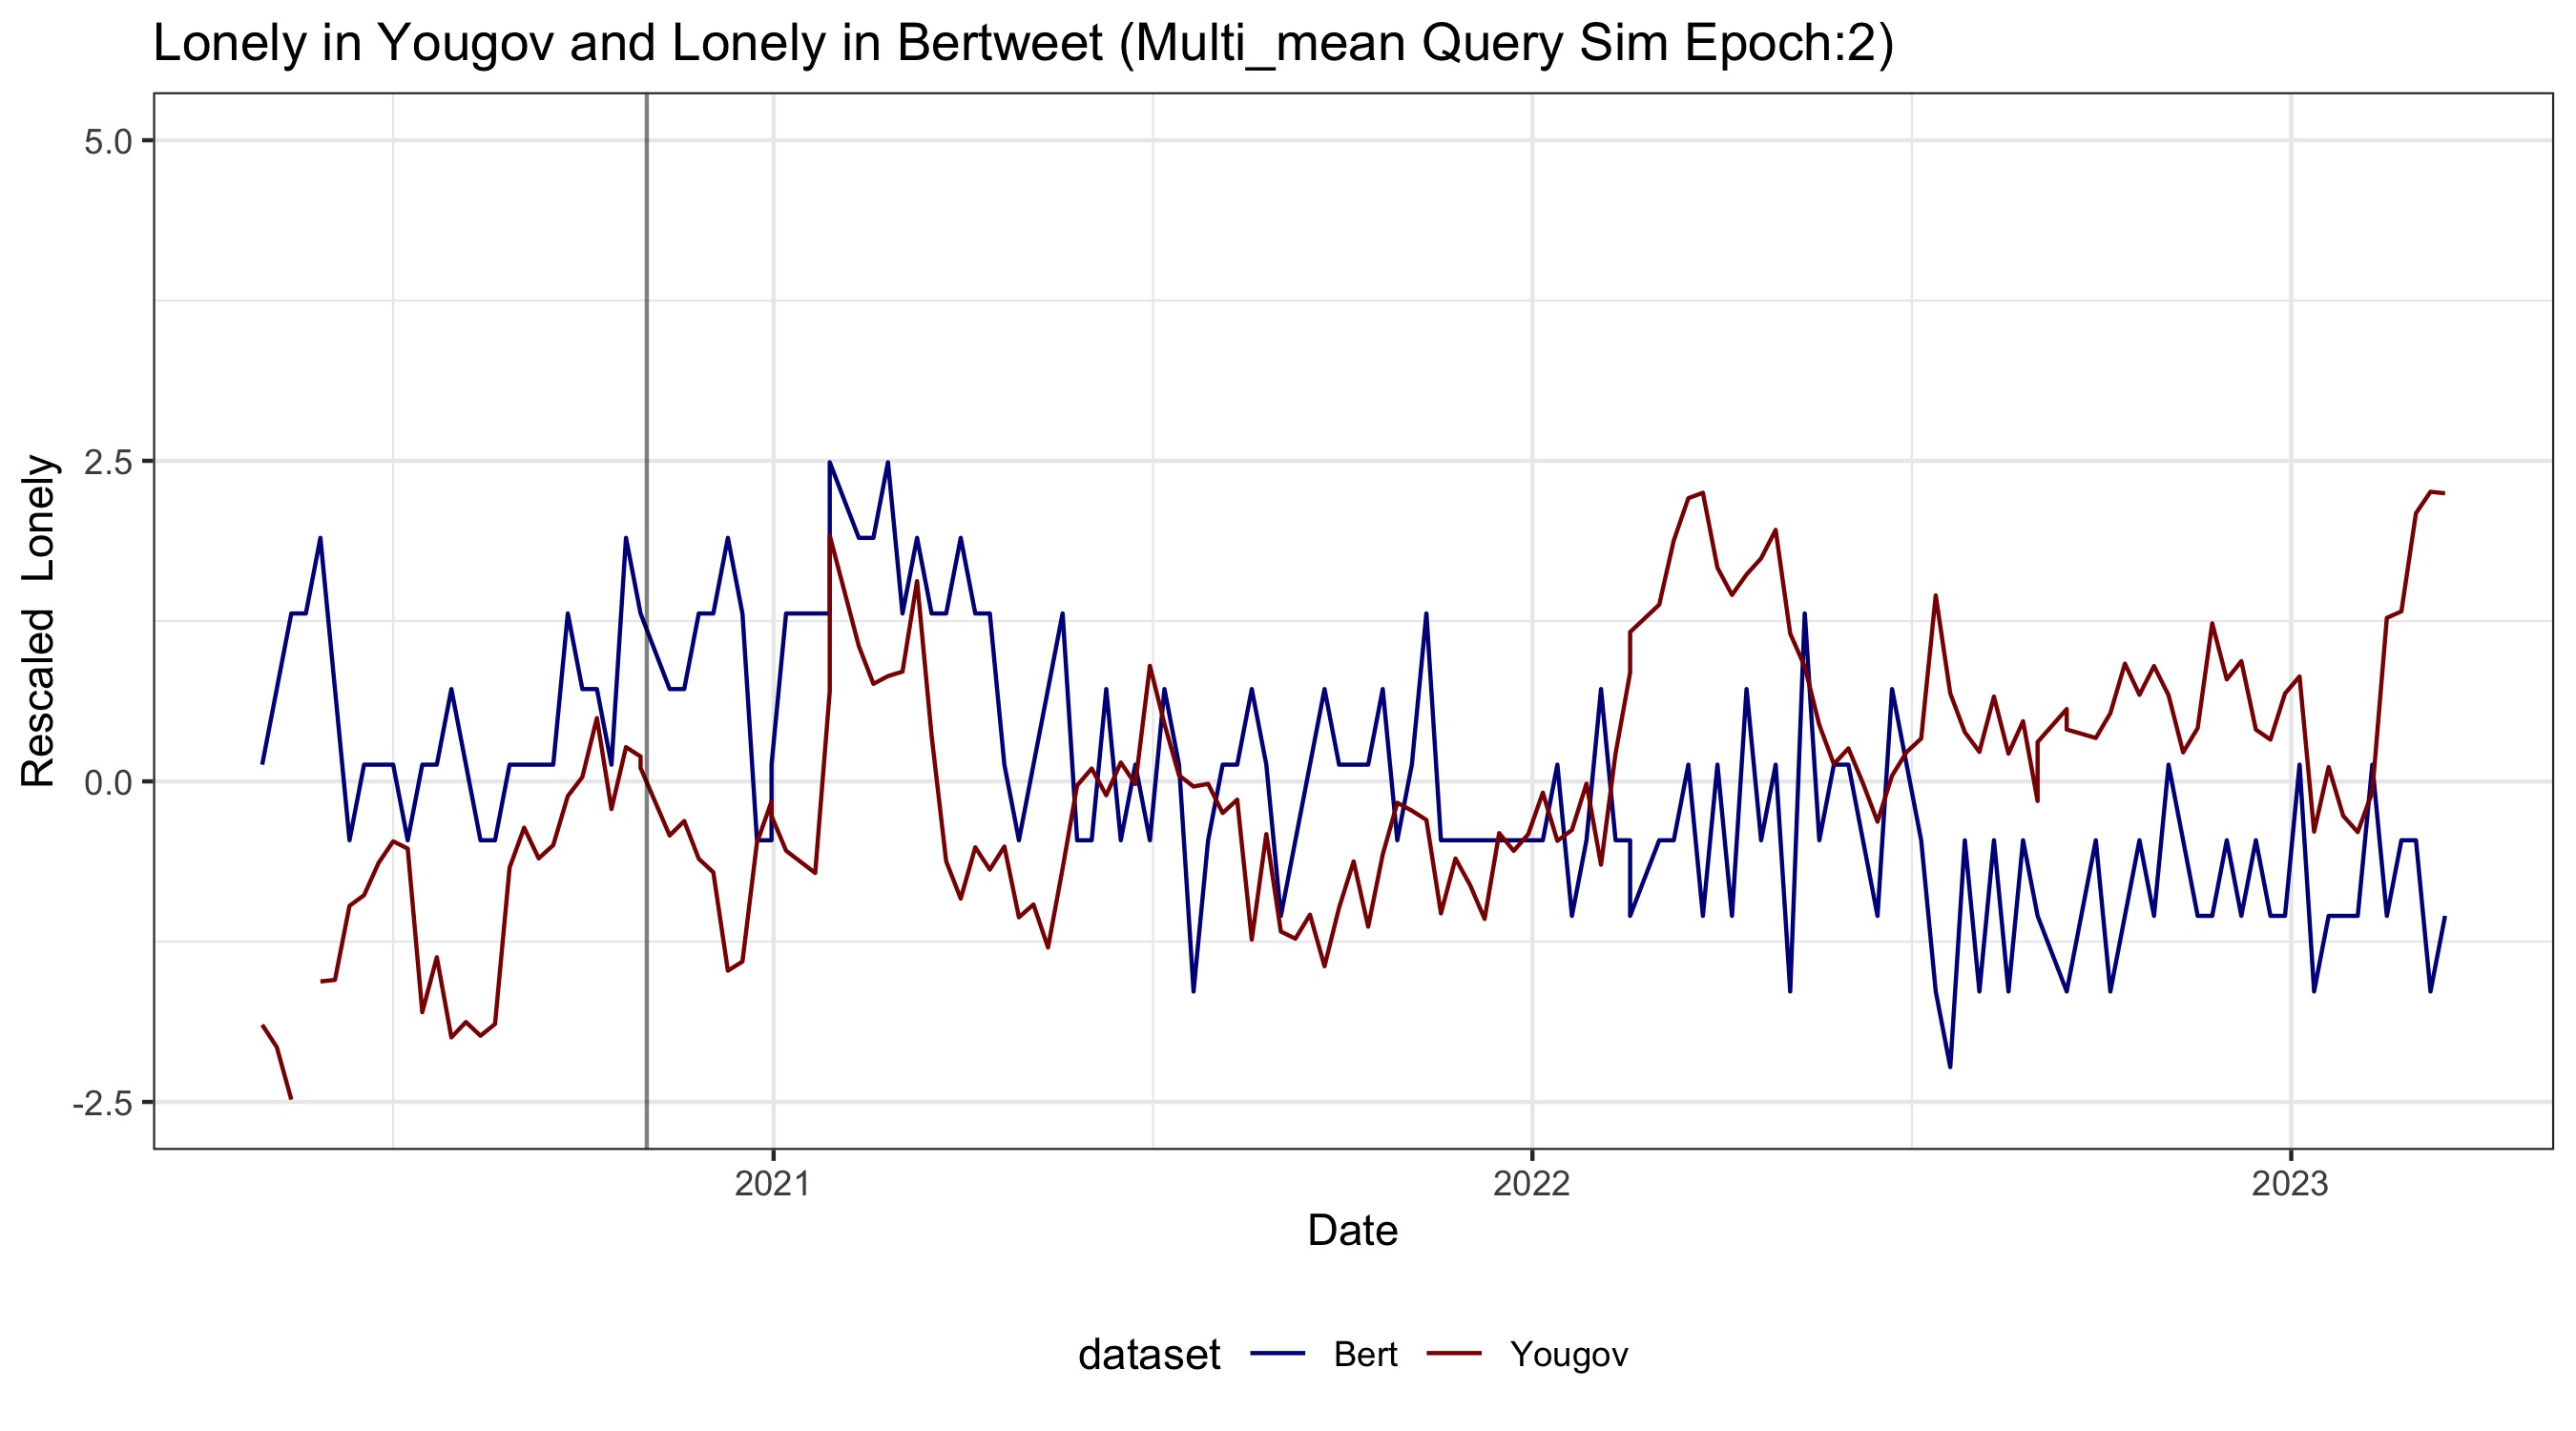 Lonely in Yougov and Lonely in Bertweet (Multi_mean Query Sim Epoch:2)
5.0
2.5
0.0
-2.5
Rescaled Lonely
2021 2022 2023
Date
dataset Bert Yougov